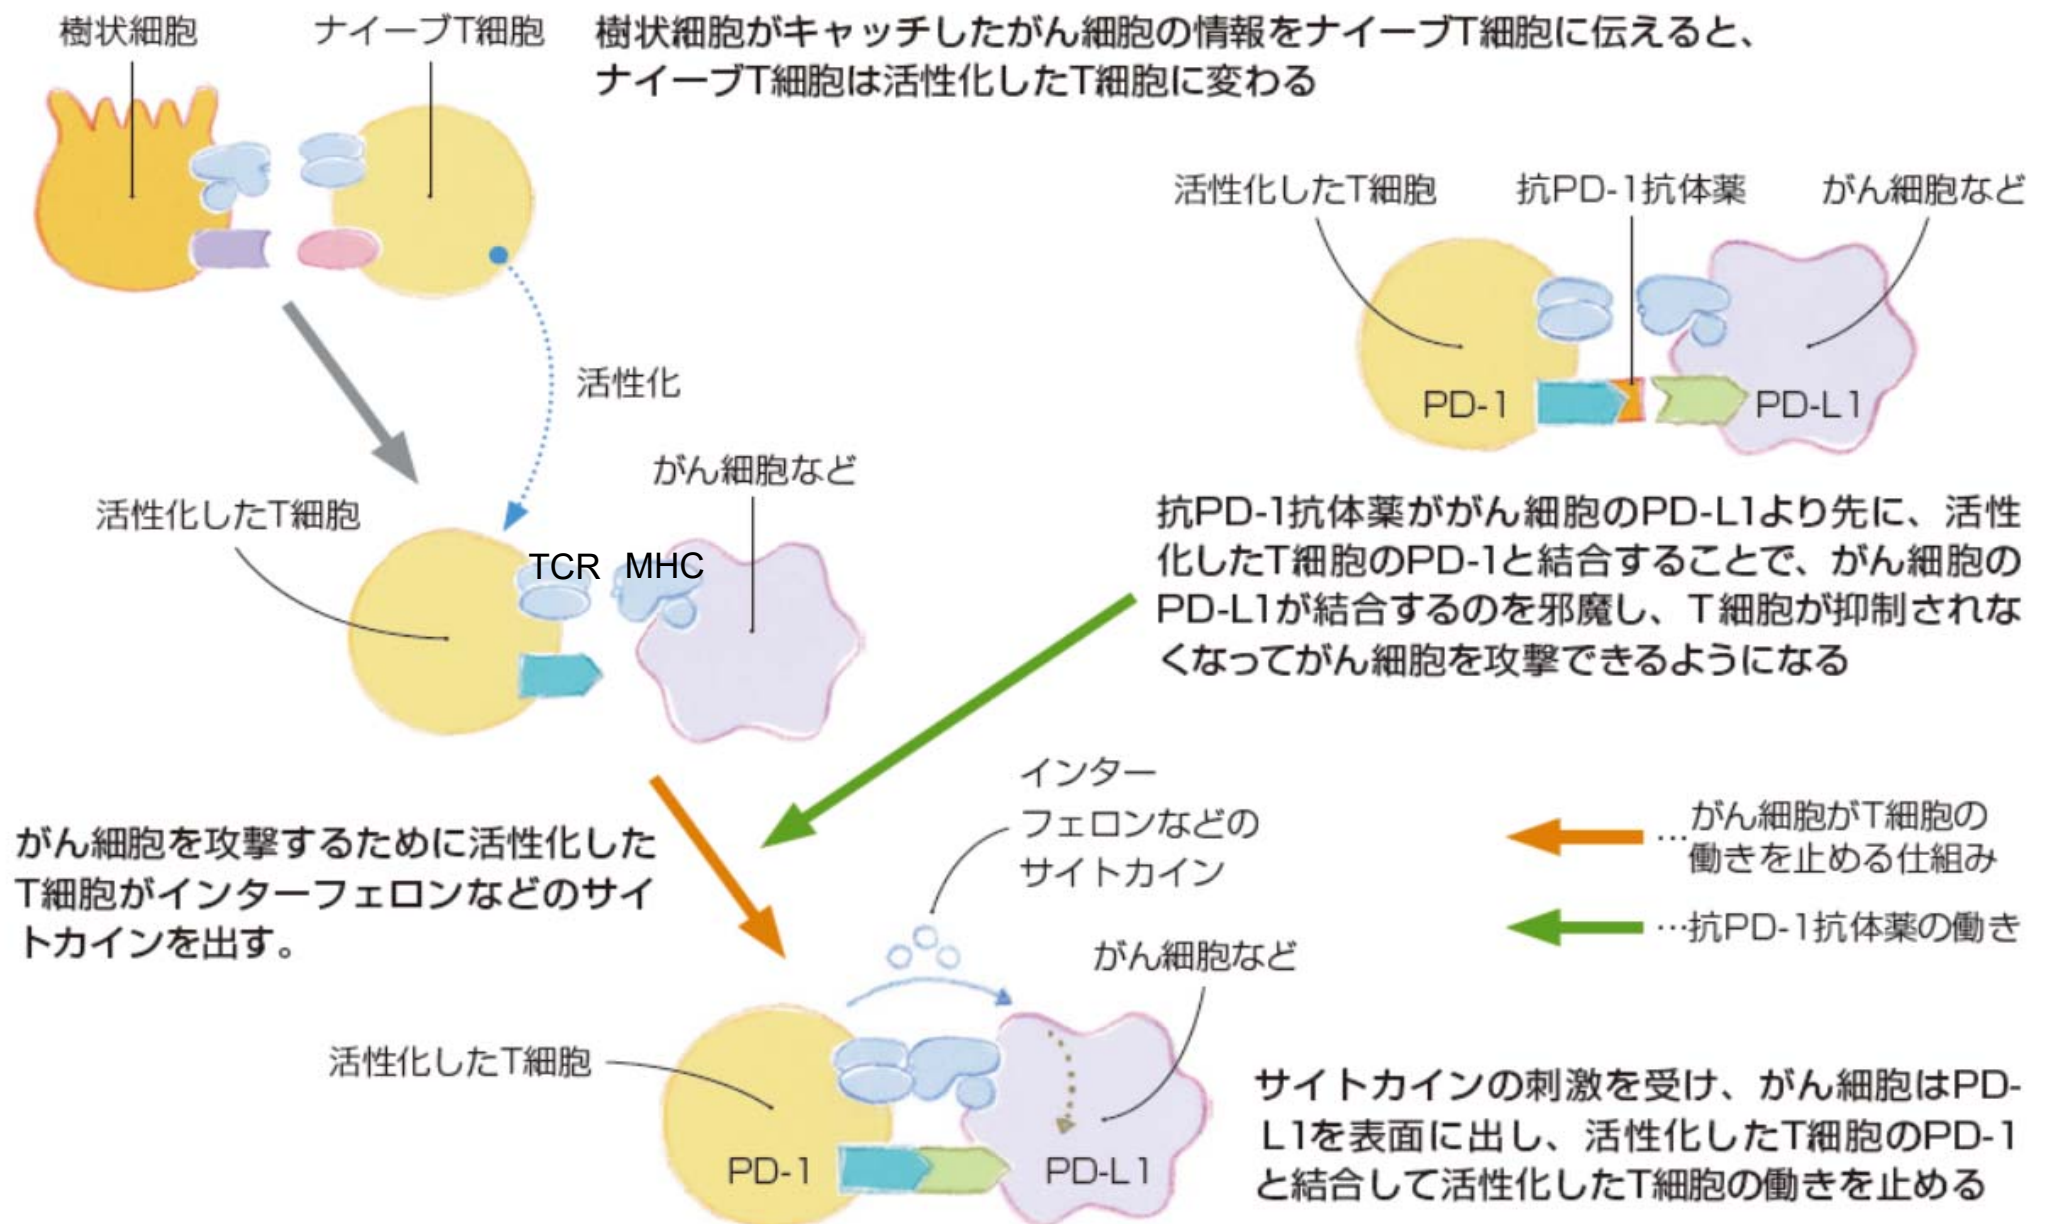 樹状細胞
ナイーブT細胞
樹状細胞がキャッチしたがん細胞の情報をナイーブT細胞に伝えると、
ナイーブT細胞は活性化したT細胞に変わる
活性化したT細胞
抗PD-1抗体薬
がん細胞など
PD-1
PD-L1
活性化
がん細胞など
活性化したT細胞
TCR
MHC
抗PD-1抗体薬ががん細胞のPD-L1より先に、活性
化したT細胞のPD-1と結合することで、がん細胞の
PD-L1が結合するのを邪魔し、T細胞が抑制されな
くなってがん細胞を攻撃できるようになる
がん細胞を攻撃するために活性化した
T細胞がインターフェロンなどのサイ
トカインを出す。
インター
フェロンなどの
サイトカイン
…がん細胞がT細胞の
働きを止める仕組み
…抗PD-1抗体薬の働き
がん細胞など
活性化したT細胞
PD-1
PD-L1
サイトカインの刺激を受け、がん細胞はPD-
L1を表面に出し、活性化したT細胞のPD-1
と結合して活性化したT細胞の働きを止める